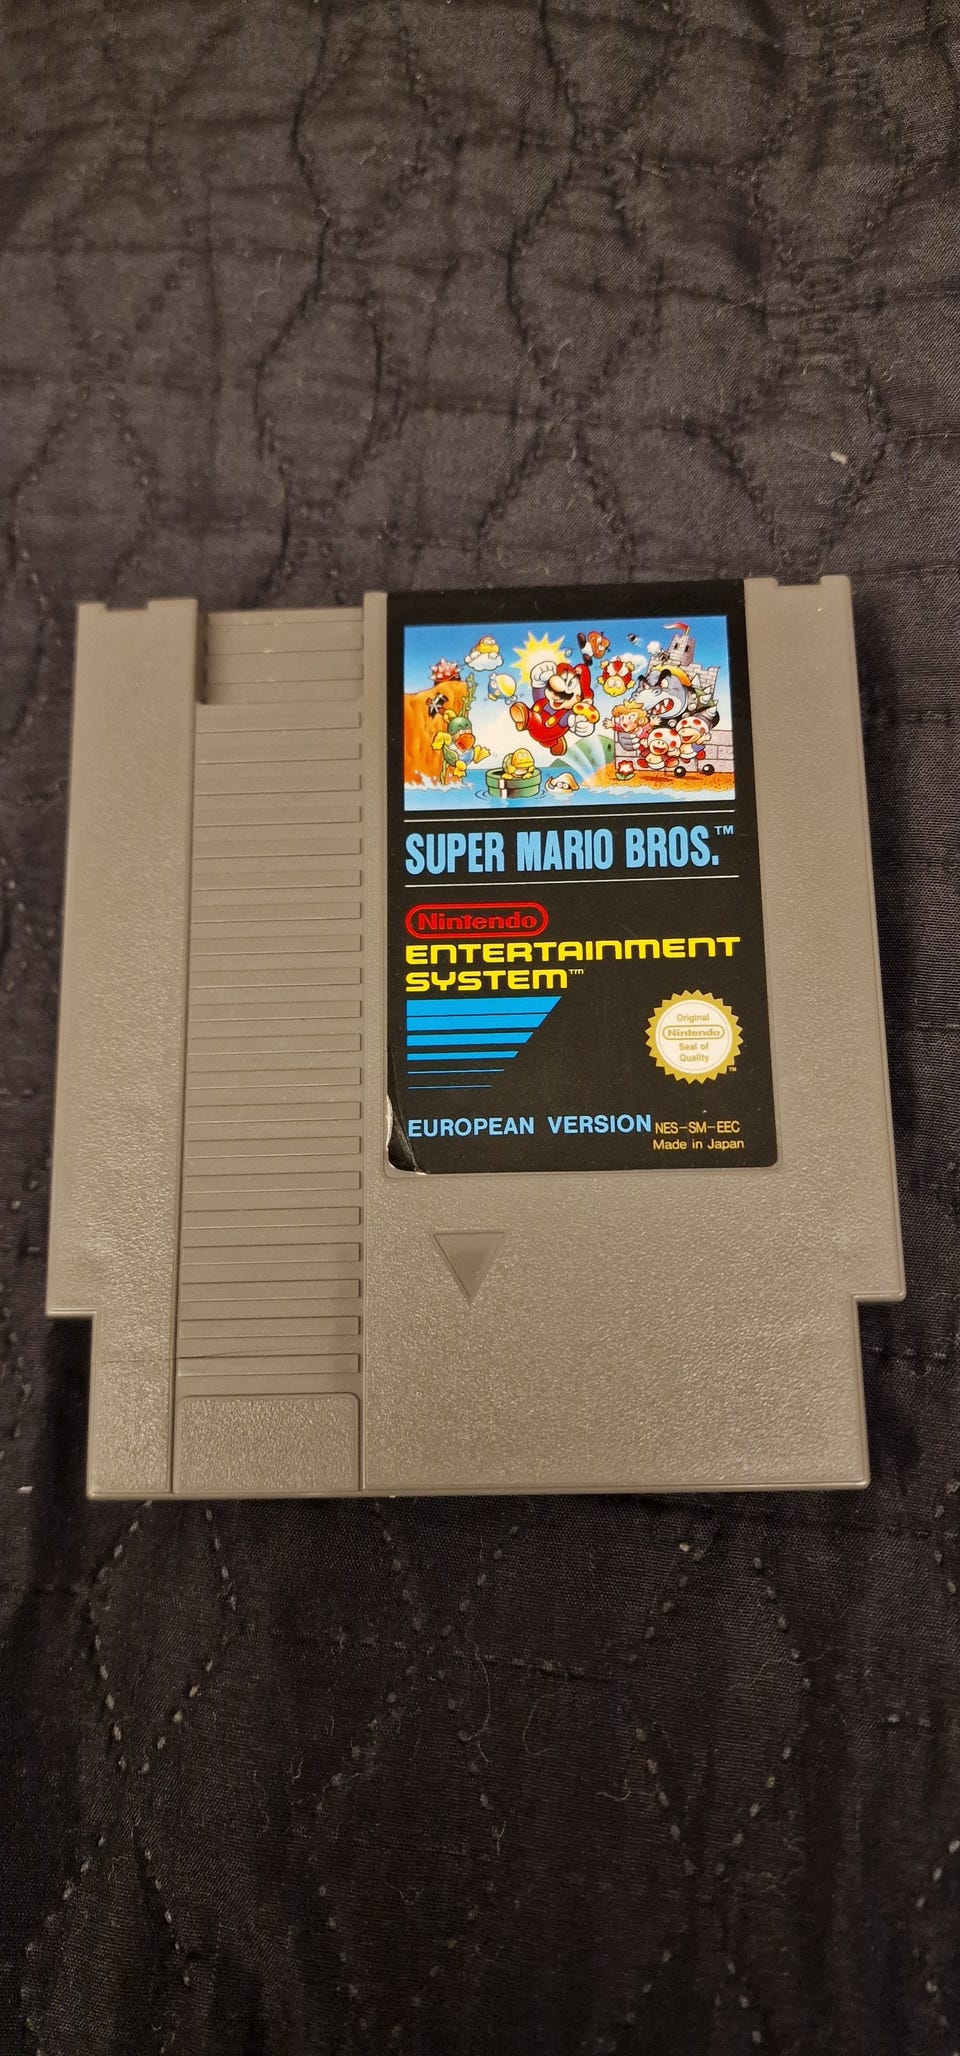 SUPER MARIO BROS.™
Nintendo
ENTERTAINMENT
SYSTEM™
Original
Nintendo
Seal of
Quality
™
EUROPEAN VERSION
NES-SM-EEC
Made in Japan